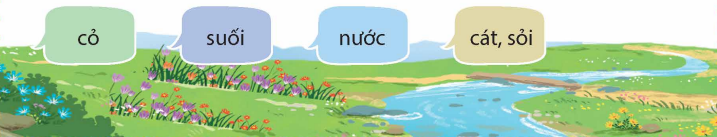 cỏ
suối
nước
cát, sỏi